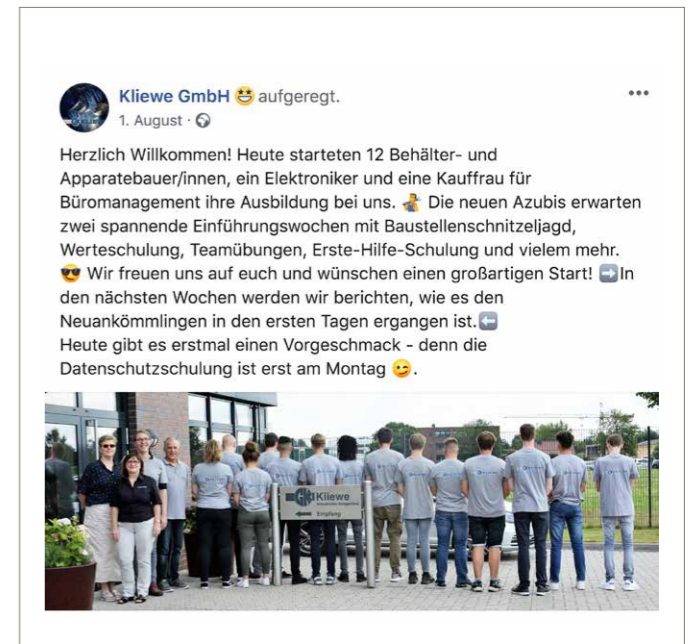 Kliewe GmbH 🤩 aufgeregt.
1. August ·
Herzlich Willkommen! Heute starteten 12 Behälter- und
Apparatebauer/innen, ein Elektroniker und eine Kauffrau für
Büromanagement ihre Ausbildung bei uns. Die neuen Azubis erwarten
zwei spannende Einführungswochen mit Baustellenschnitzeljagd,
Werteschulung, Teamübungen, Erste-Hilfe-Schulung und vielem mehr.
😎 Wir freuen uns auf euch und wünschen einen großartigen Start! ➡️In
den nächsten Wochen werden wir berichten, wie es den
Neuankömmlingen in den ersten Tagen ergangen ist.⬅️
Heute gibt es erstmal einen Vorgeschmack - denn die
Datenschutzschulung ist erst am Montag 😉.
Kliewe
Empfang